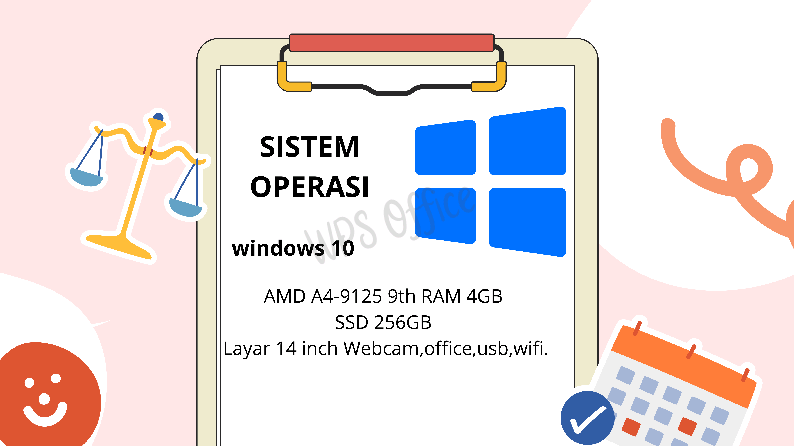 SISTEM
OPERASI
WPS Office
windows 10
AMD A4-9125 9th RAM 4GB
SSD 256GB
Layar 14 inch Webcam,office,usb,wifi.